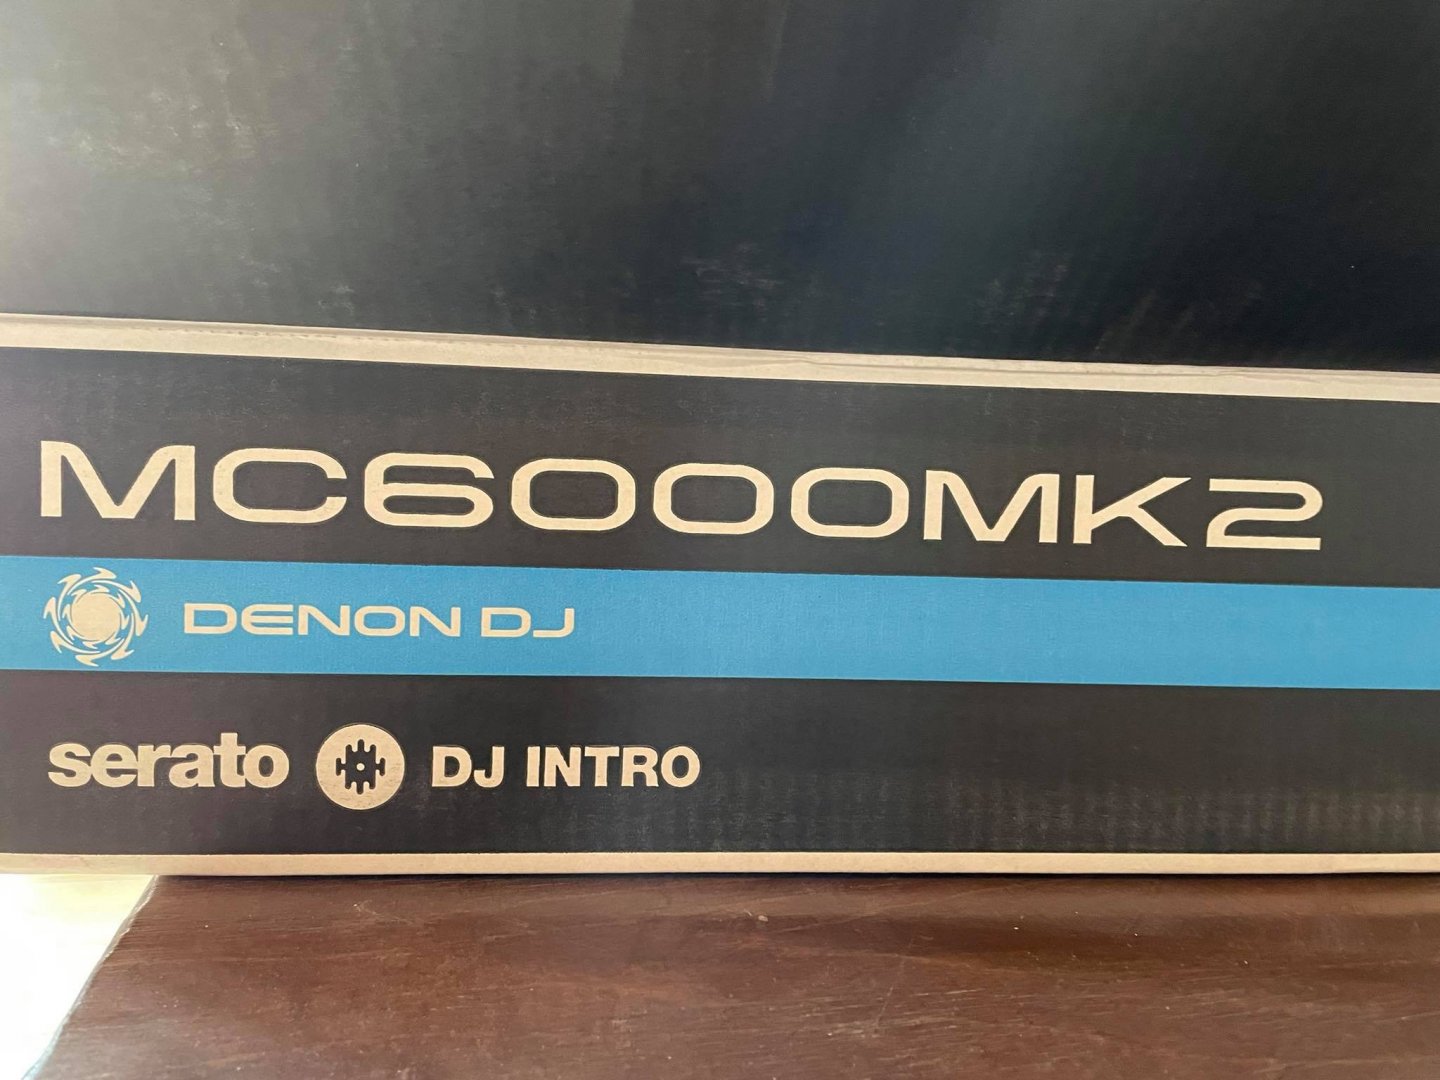 MC6000MK2
DENON DJ
serato DJ INTRO